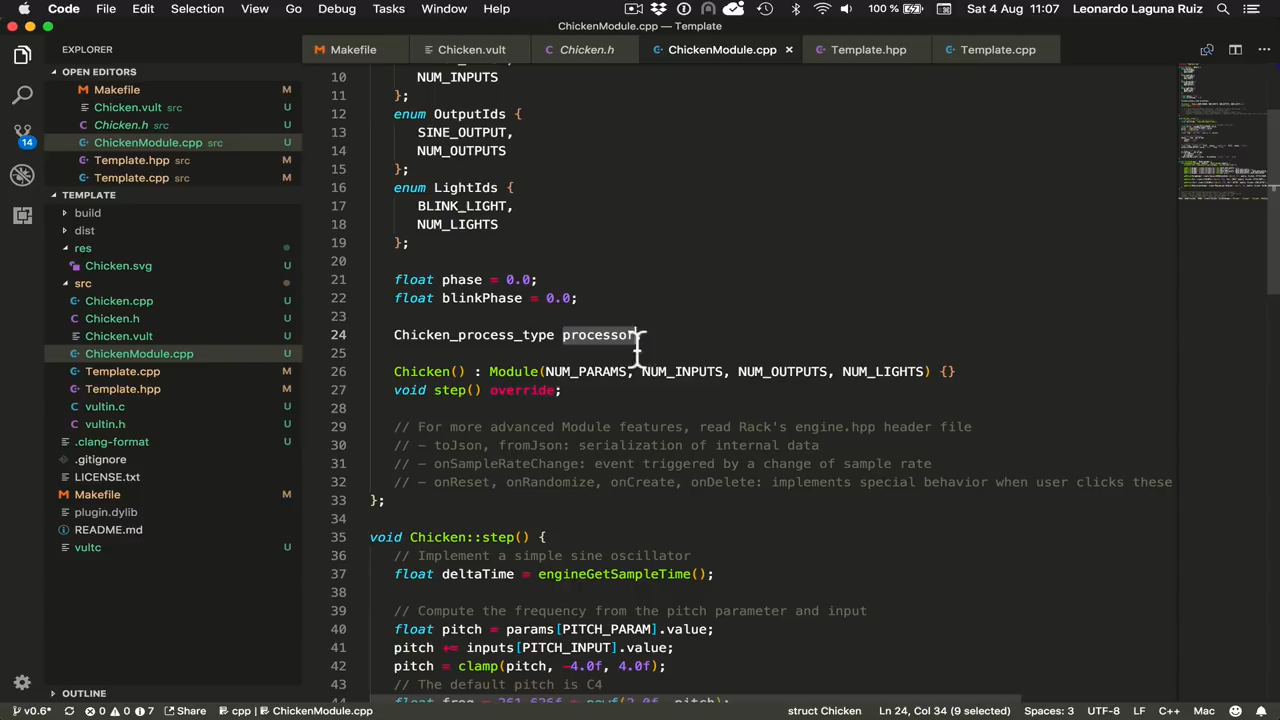 Code File Edit Selection View Go Debug Tasks Window Help 100 % Sat 4 Aug 11:07 Leonardo Laguna Ruiz
ChickenModule.cpp — Template
EXPLORER
Makefile Chicken.vult Chicken.h ChickenModule.cpp × Template.hpp Template.cpp
OPEN EDITORS
Makefile M
Chicken.vult src U
Chicken.h src U
ChickenModule.cpp src U
Template.hpp src M
Template.cpp src M
TEMPLATE
build
dist
res
Chicken.svg U
src
Chicken.cpp U
Chicken.h U
Chicken.vult U
ChickenModule.cpp U
Template.cpp M
Template.hpp M
vultin.c U
vultin.h U
.clang-format U
.gitignore
LICENSE.txt
Makefile M
plugin.dylib
README.md
vultc U
OUTLINE
14
10 NUM_INPUTS
11 };
12 enum OutputIds {
13 SINE_OUTPUT,
14 NUM_OUTPUTS
15 };
16 enum LightIds {
17 BLINK_LIGHT,
18 NUM_LIGHTS
19 };
20
21 float phase = 0.0;
22 float blinkPhase = 0.0;
23
24 Chicken_process_type processor;
25
26 Chicken() : Module(NUM_PARAMS, NUM_INPUTS, NUM_OUTPUTS, NUM_LIGHTS) {}
27 void step() override;
28
29 // For more advanced Module features, read Rack's engine.hpp header file
30 // - toJson, fromJson: serialization of internal data
31 // - onSampleRateChange: event triggered by a change of sample rate
32 // - onReset, onRandomize, onCreate, onDelete: implements special behavior when user clicks these
33 };
34
35 void Chicken::step() {
36 // Implement a simple sine oscillator
37 float deltaTime = engineGetSampleTime();
38
39 // Compute the frequency from the pitch parameter and input
40 float pitch = params[PITCH_PARAM].value;
41 pitch += inputs[PITCH_INPUT].value;
42 pitch = clamp(pitch, -4.0f, 4.0f);
43 // The default pitch is C4
44 float freq = 261.626f * powf(2.0f, pitch);
v0.6* 0 0 7 Share cpp | ChickenModule.cpp struct Chicken Ln 24, Col 34 (9 selected) Spaces: 3 UTF-8 LF C++ Mac